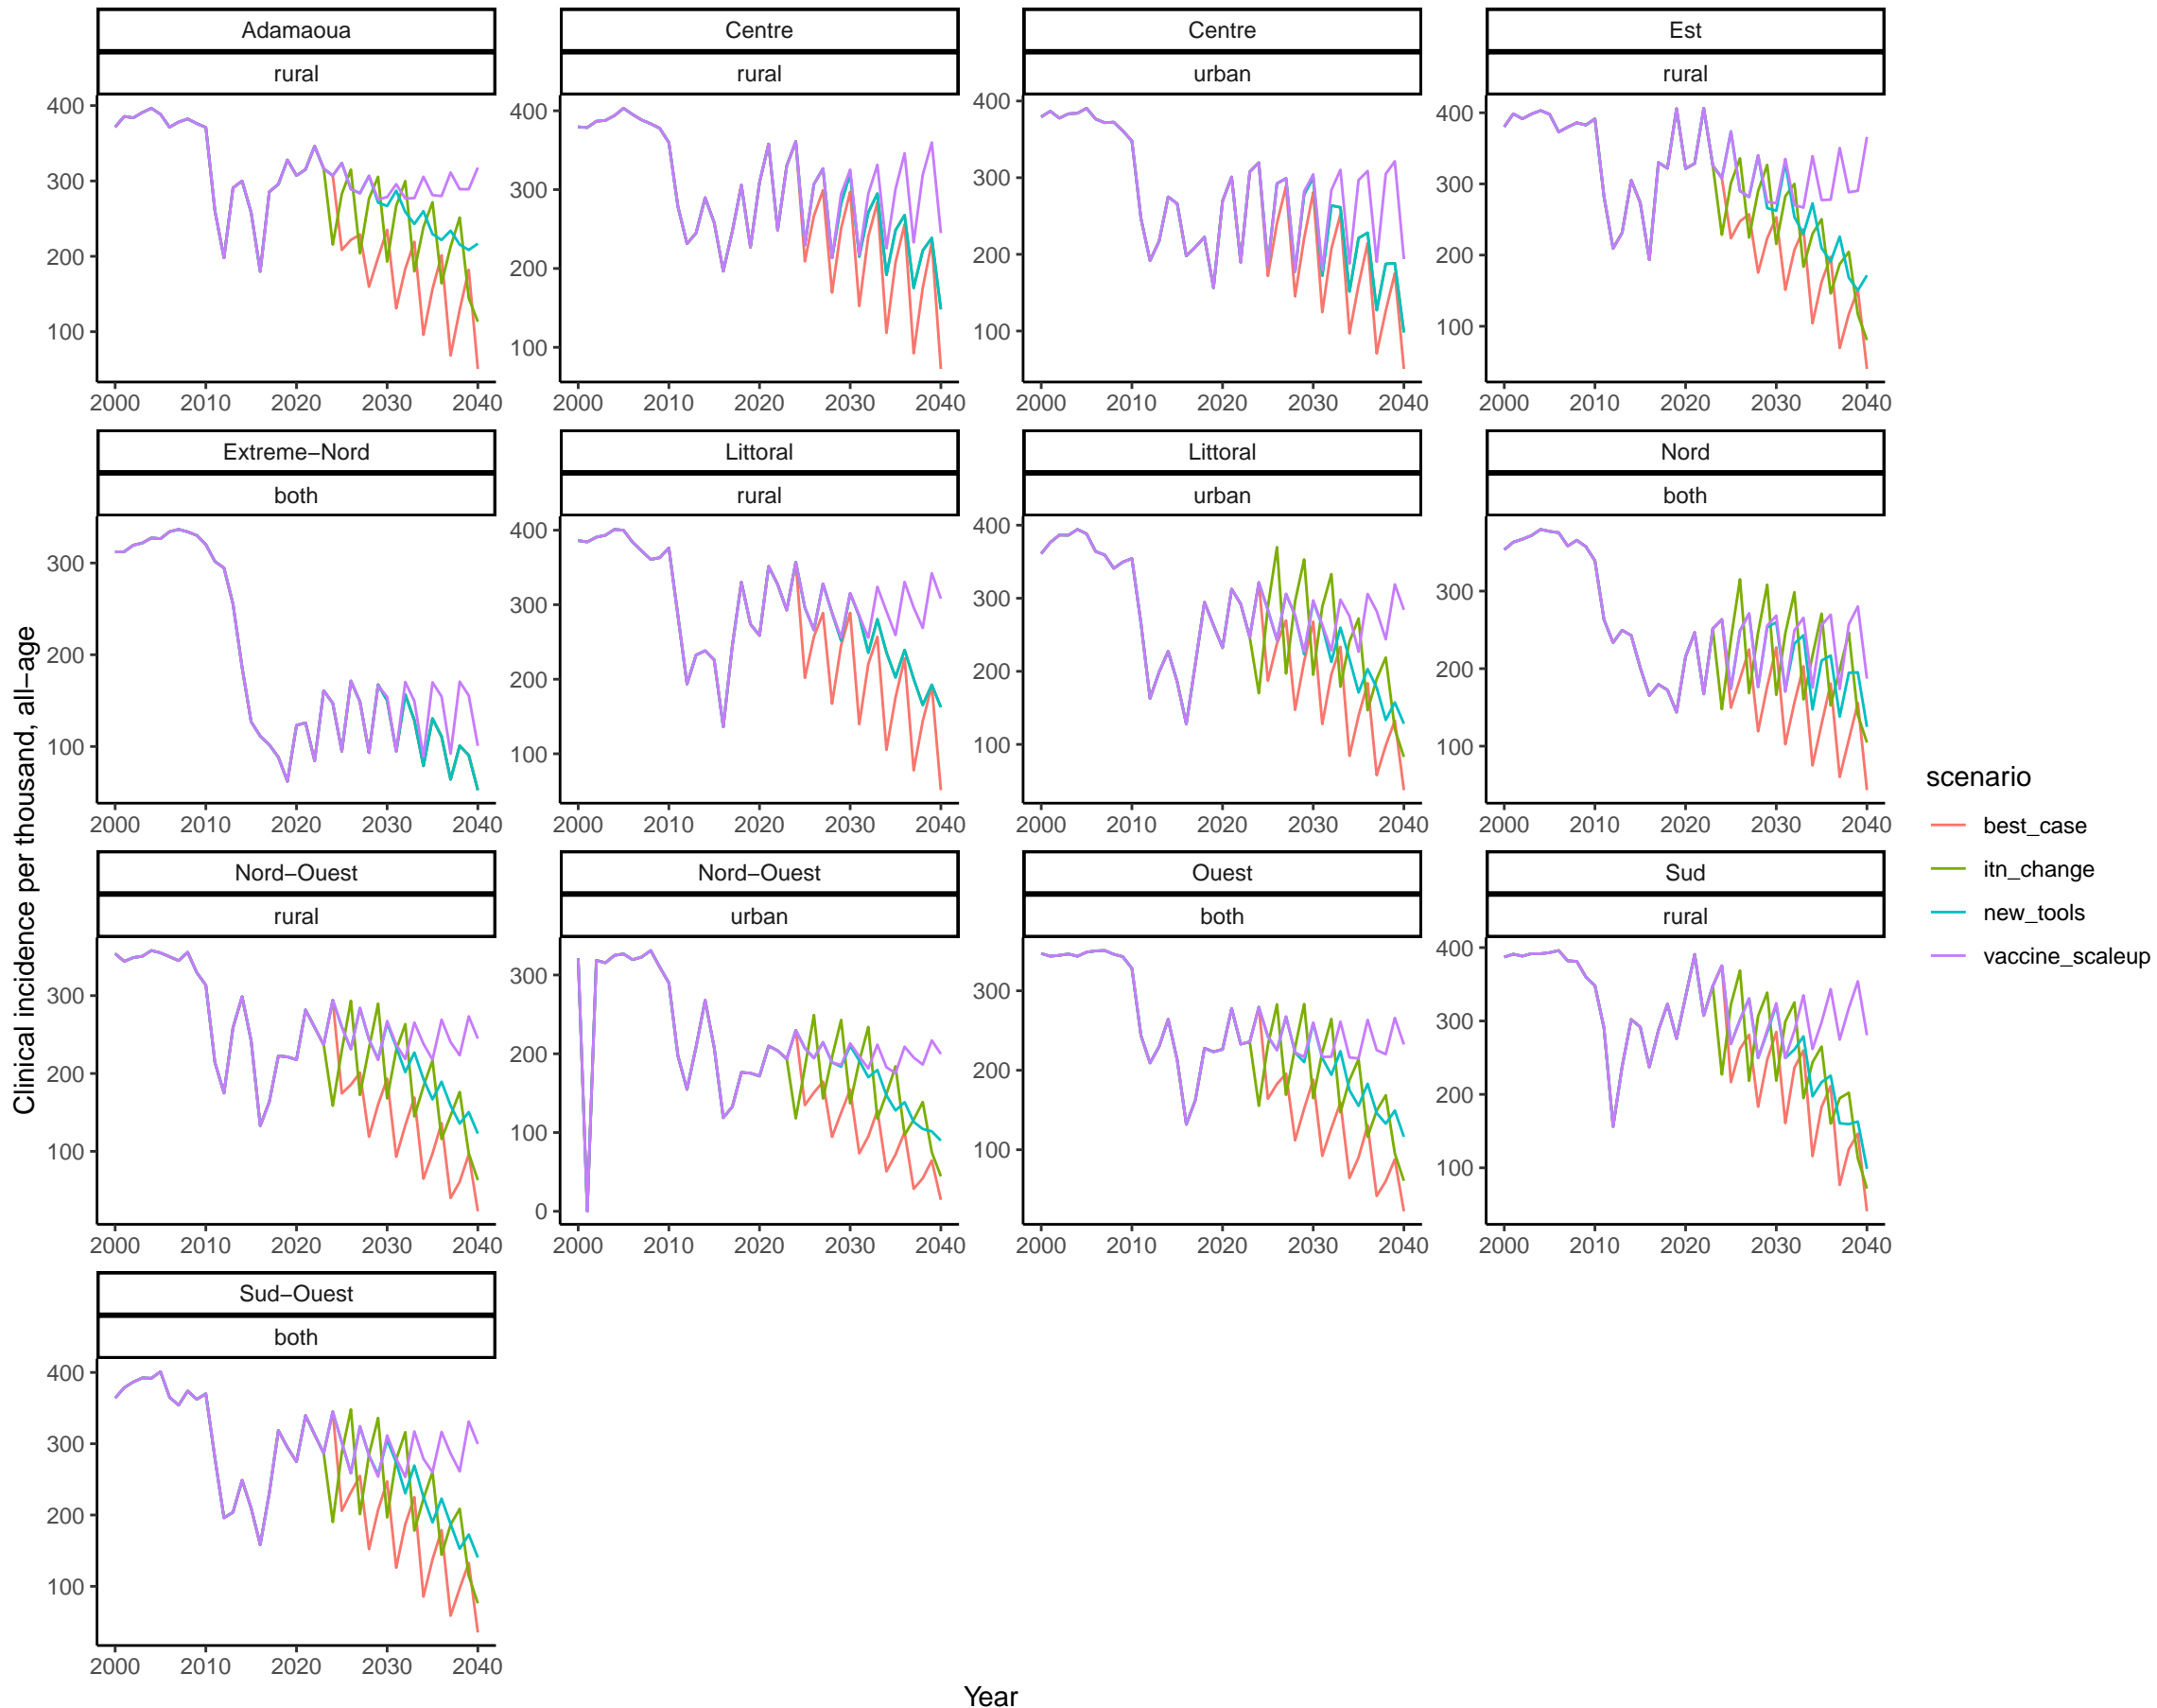 Adamaoua
rural
Centre
rural
Centre
urban
Est
rural
400
300
200
100
2000 2010 2020 2030 2040
400
300
200
100
2000 2010 2020 2030 2040
400
300
200
100
2000 2010 2020 2030 2040
400
300
200
100
2000 2010 2020 2030 2040
Extreme−Nord
both
Littoral
rural
Littoral
urban
Nord
both
300
200
100
2000 2010 2020 2030 2040
400
300
200
100
2000 2010 2020 2030 2040
400
300
200
100
2000 2010 2020 2030 2040
300
200
100
2000 2010 2020 2030 2040
Nord−Ouest
rural
Nord−Ouest
urban
Ouest
both
Sud
rural
300
200
100
2000 2010 2020 2030 2040
300
200
100
0
2000 2010 2020 2030 2040
300
200
100
2000 2010 2020 2030 2040
400
300
200
100
2000 2010 2020 2030 2040
Sud−Ouest
both
400
300
200
100
2000 2010 2020 2030 2040
Clinical incidence per thousand, all−age
Year
scenario
best_case
itn_change
new_tools
vaccine_scaleup